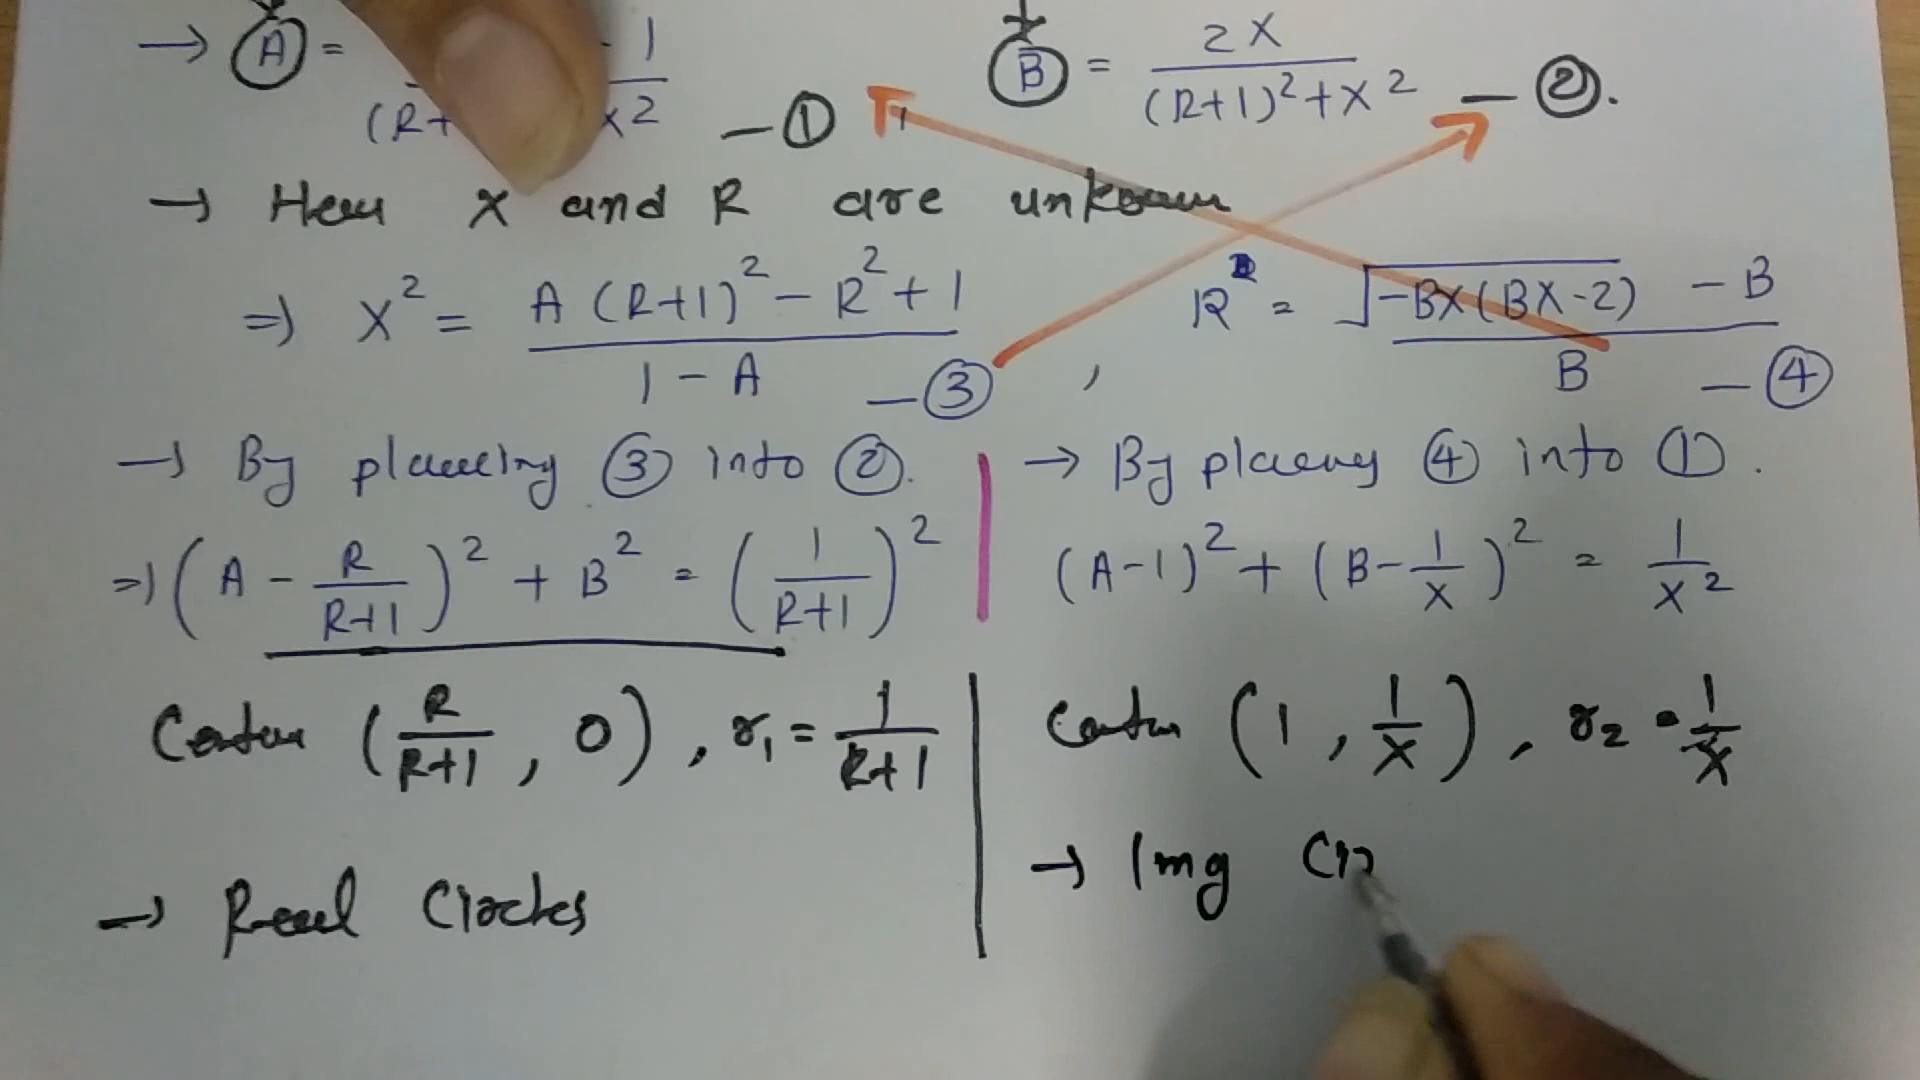 → Ⓐ = - 1 / (R+ x² — ①
Ⓑ = 2X / (R+1)²+X² — ②.
→ Here X and R are unkown
⇒ X² = A(R+1)² - R² + 1 / 1 - A — ③ , R = √-BX(BX-2) - B / B — ④
→ By placcing ③ into ②.
⇒ (A - R/R+1)² + B² = (1/R+1)²
Center (R/R+1, 0), r₁ = 1/R+1
→ Real Circles
→ By placing ④ into ①.
(A-1)² + (B - 1/X)² = 1/X²
Center (1, 1/X), r₂ = 1/X
→ Img Cir